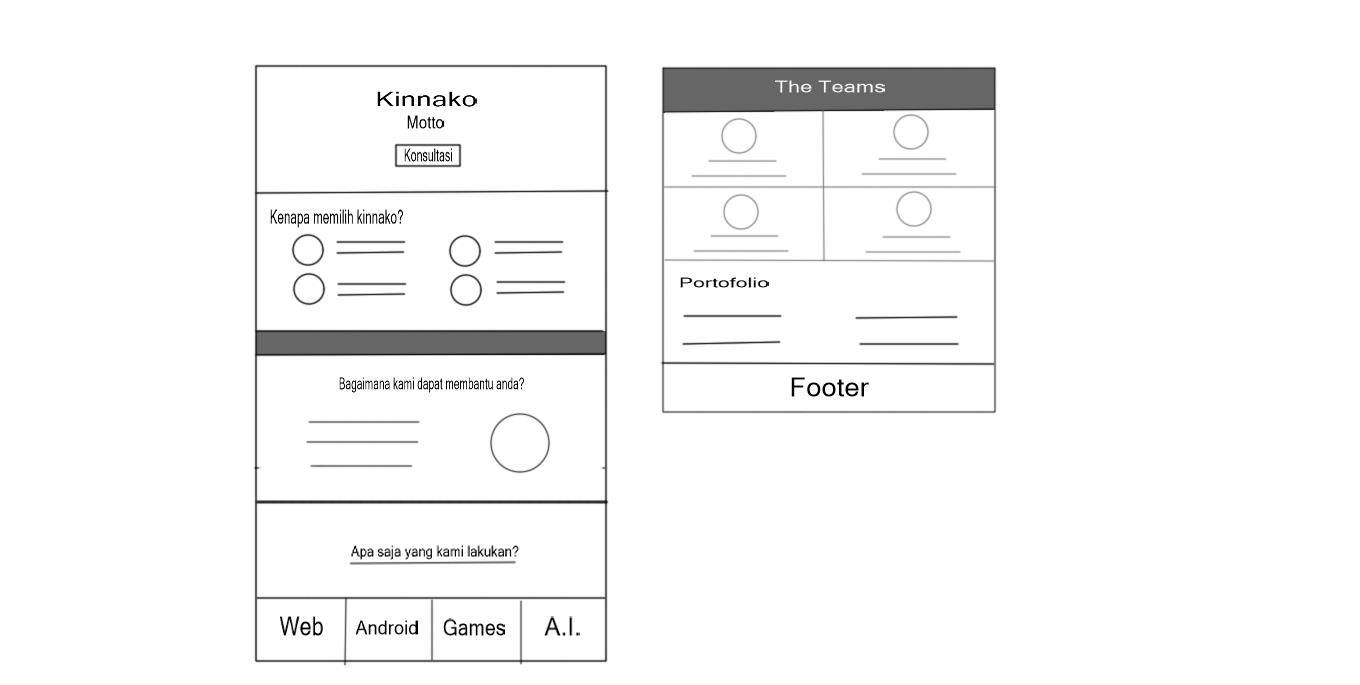 Kinnako
Motto
Konsultasi
Kenapa memilih kinnako?
Bagaimana kami dapat membantu anda?
Apa saja yang kami lakukan?
Web
Android
Games
A.I.
The Teams
Portofolio
Footer